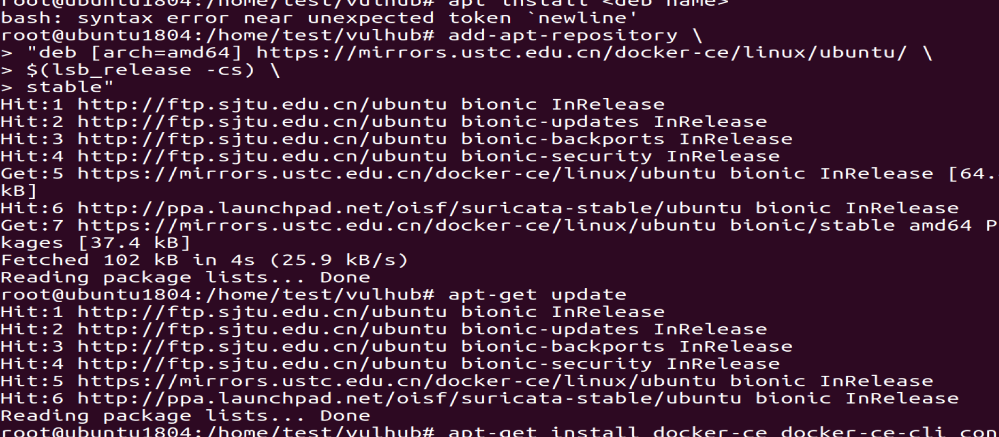 root@ubuntu1804:/home/test/vulhub# apt install <deb name>
bash: syntax error near unexpected token `newline'
root@ubuntu1804:/home/test/vulhub# add-apt-repository \
> "deb [arch=amd64] https://mirrors.ustc.edu.cn/docker-ce/linux/ubuntu/ \
> $(lsb_release -cs) \
> stable"
Hit:1 http://ftp.sjtu.edu.cn/ubuntu bionic InRelease
Hit:2 http://ftp.sjtu.edu.cn/ubuntu bionic-updates InRelease
Hit:3 http://ftp.sjtu.edu.cn/ubuntu bionic-backports InRelease
Hit:4 http://ftp.sjtu.edu.cn/ubuntu bionic-security InRelease
Get:5 https://mirrors.ustc.edu.cn/docker-ce/linux/ubuntu bionic InRelease [64.
kB]
Hit:6 http://ppa.launchpad.net/oisf/suricata-stable/ubuntu bionic InRelease
Get:7 https://mirrors.ustc.edu.cn/docker-ce/linux/ubuntu bionic/stable amd64 P
kages [37.4 kB]
Fetched 102 kB in 4s (25.9 kB/s)
Reading package lists... Done
root@ubuntu1804:/home/test/vulhub# apt-get update
Hit:1 http://ftp.sjtu.edu.cn/ubuntu bionic InRelease
Hit:2 http://ftp.sjtu.edu.cn/ubuntu bionic-updates InRelease
Hit:3 http://ftp.sjtu.edu.cn/ubuntu bionic-backports InRelease
Hit:4 http://ftp.sjtu.edu.cn/ubuntu bionic-security InRelease
Hit:5 https://mirrors.ustc.edu.cn/docker-ce/linux/ubuntu bionic InRelease
Hit:6 http://ppa.launchpad.net/oisf/suricata-stable/ubuntu bionic InRelease
Reading package lists... Done
root@ubuntu1804:/home/test/vulhub# apt-get install docker-ce docker-ce-cli con